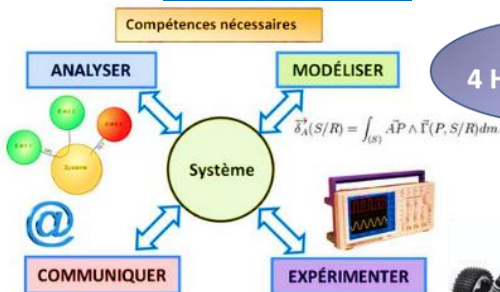 Compétences nécessaires
ANALYSER
MODÉLISER
4 H
Système
COMMUNIQUER
EXPÉRIMENTER
@